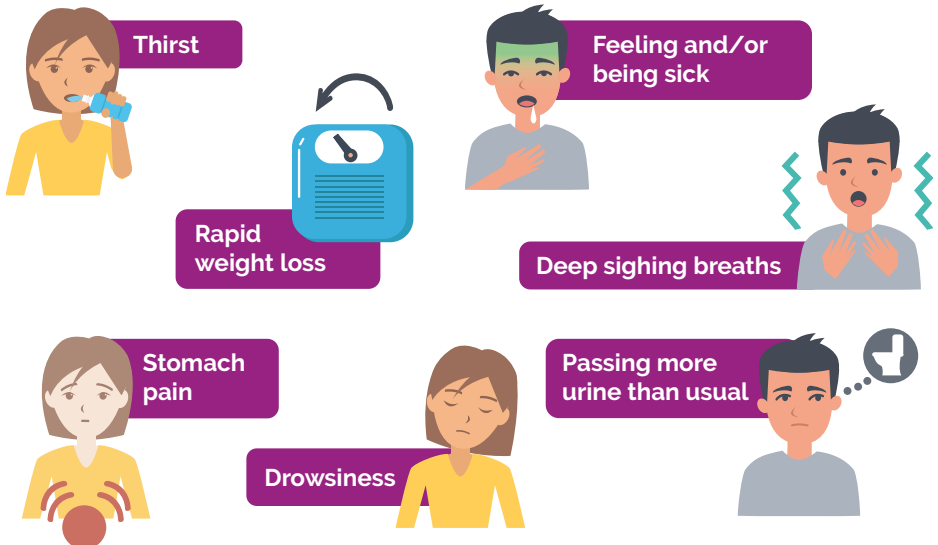 Thirst
Feeling and/or
being sick
Rapid
weight loss
Deep sighing breaths
Stomach
pain
Drowsiness
Passing more
urine than usual